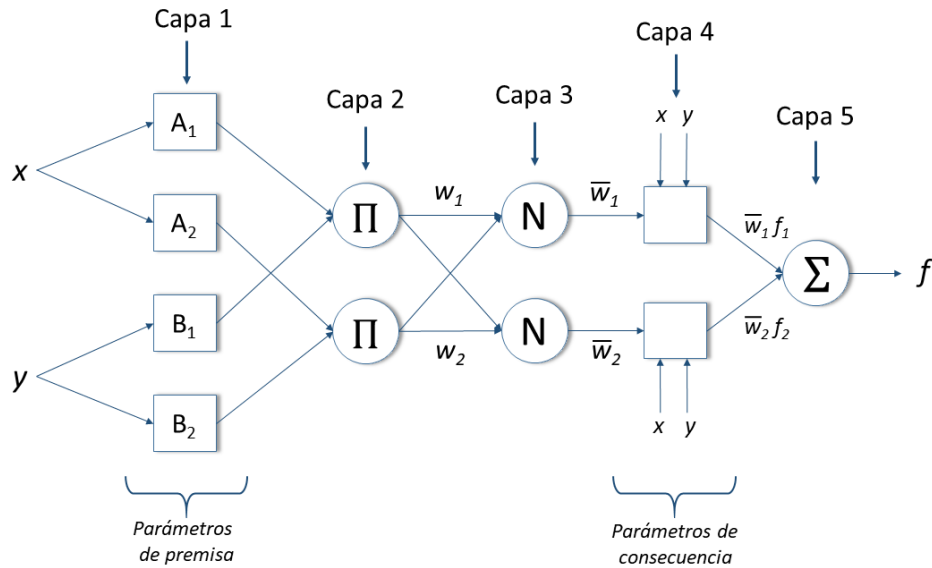 Capa 1
Capa 2
Capa 3
Capa 4
Capa 5
x
y
A₁
A₂
B₁
B₂
Π
Π
w₁
w₂
N
N
w̅₁
w̅₂
x y
x y
w̅₁ f₁
w̅₂ f₂
Σ
f
Parámetros
de premisa
Parámetros de
consecuencia